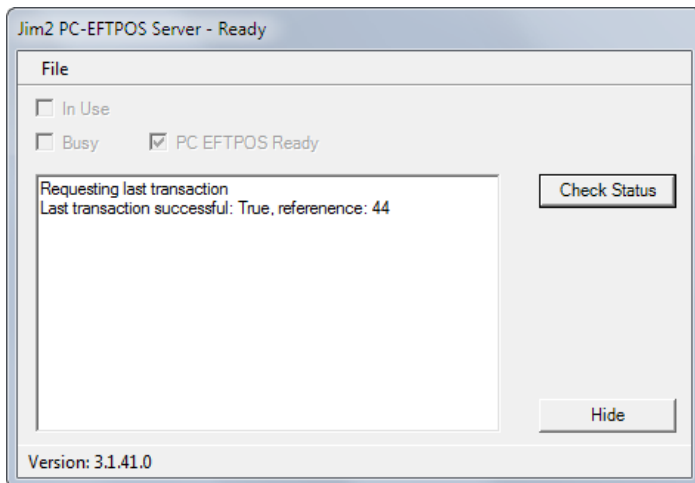 Jim2 PC-EFTPOS Server - Ready
File
In Use
Busy PC EFTPOS Ready
Requesting last transaction
Last transaction successful: True, referenence: 44
Check Status
Hide
Version: 3.1.41.0